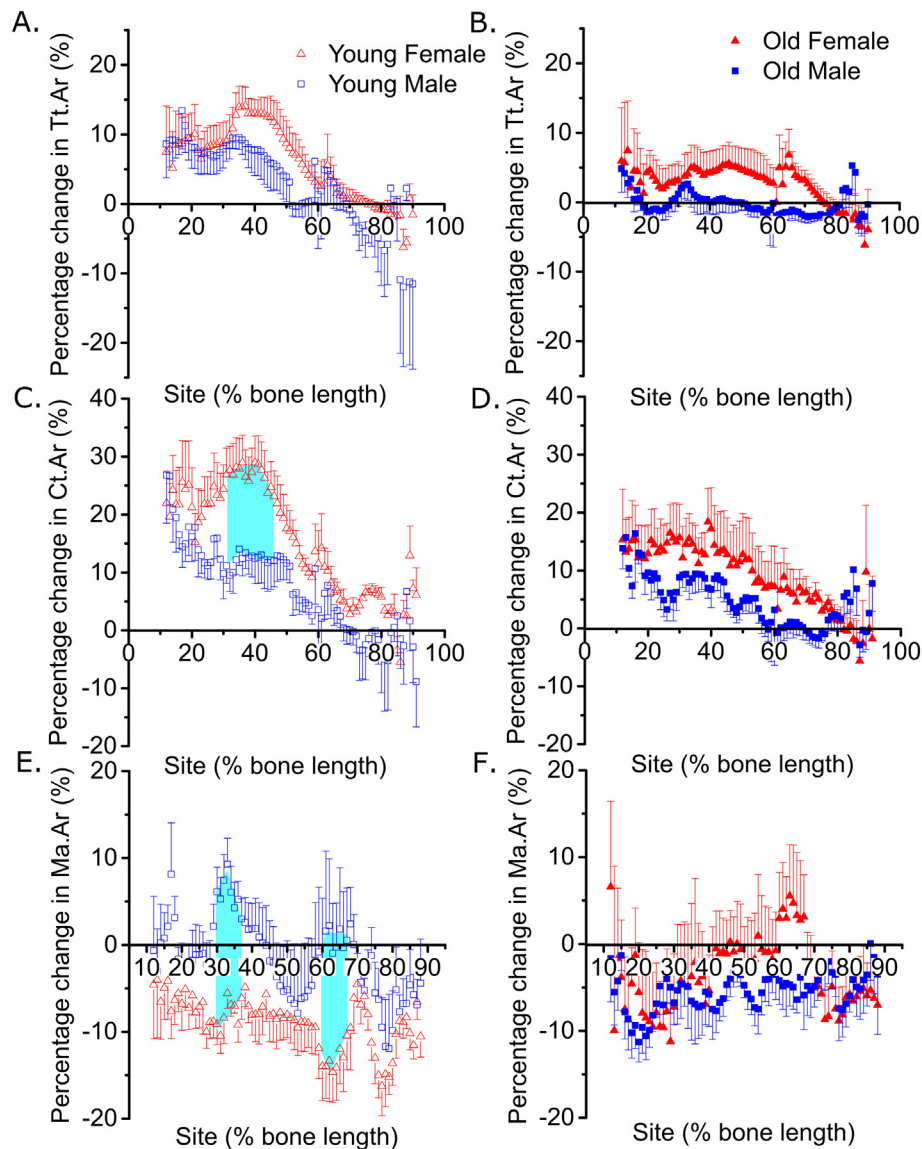 A.
Percentage change in Tt.Ar (%)
20
10
0
-10
-20
0 20 40 60 80 100
Young Female
Young Male
Site (% bone length)
B.
Percentage change in Tt.Ar (%)
25
20
15
10
5
0
-5
-10
-15
-20
0 20 40 60 80 100
Old Female
Old Male
Site (% bone length)
C.
Percentage change in Ct.Ar (%)
40
30
20
10
0
-10
-20
0 20 40 60 80 100
Site (% bone length)
D.
Percentage change in Ct.Ar (%)
40
30
20
10
0
-10
-20
0 20 40 60 80 100
Site (% bone length)
E.
Percentage change in Ma.Ar (%)
20
10
0
-10
-20
10 20 30 40 50 60 70 80 90
Site (% bone length)
F.
Percentage change in Ma.Ar (%)
20
10
0
-10
-20
10 20 30 40 50 60 70 80 90
Site (% bone length)